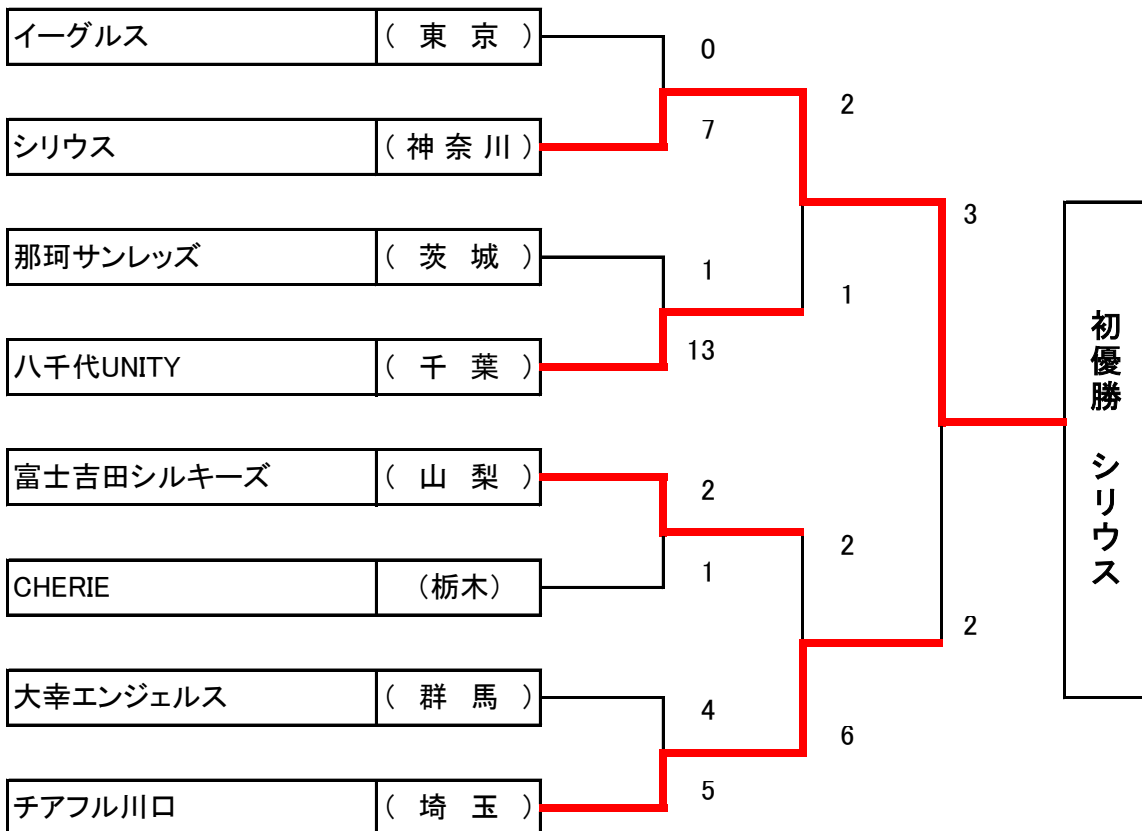 イーグルス （ 東 京 ）
0
2
シリウス （ 神 奈 川 ）
7
3
那珂サンレッズ （ 茨 城 ）
1
1
八千代UNITY （ 千 葉 ）
13
富士吉田シルキーズ （ 山 梨 ）
2
2
CHERIE （栃木）
1
2
大幸エンジェルス （ 群 馬 ）
4
6
チアフル川口 （ 埼 玉 ）
5
初優勝 シリウス